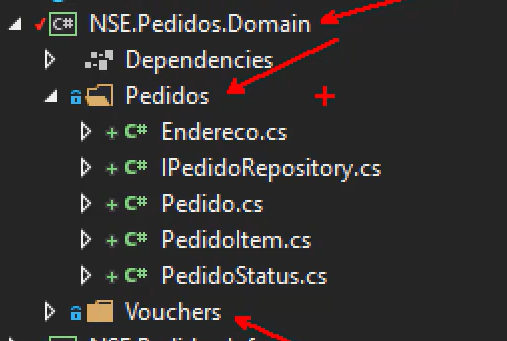 C# NSE.Pedidos.Domain
Dependencies
Pedidos
C# Endereco.cs
C# IPedidoRepository.cs
C# Pedido.cs
C# PedidoItem.cs
C# PedidoStatus.cs
Vouchers